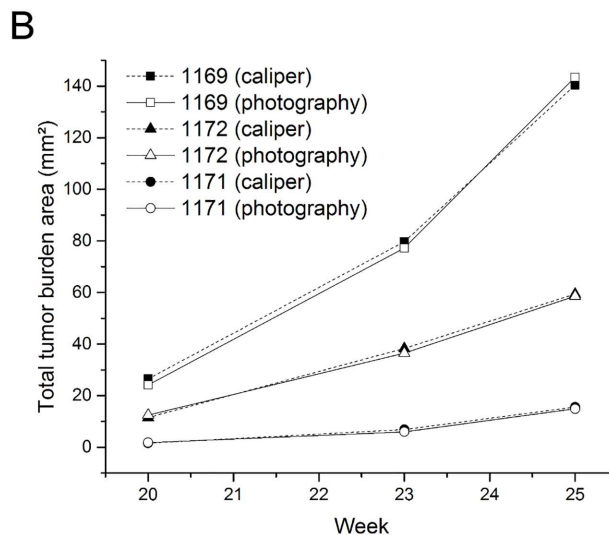 B
Total tumor burden area (mm²)
140
120
100
80
60
40
20
0
1169 (caliper)
1169 (photography)
1172 (caliper)
1172 (photography)
1171 (caliper)
1171 (photography)
20 21 22 23 24 25
Week